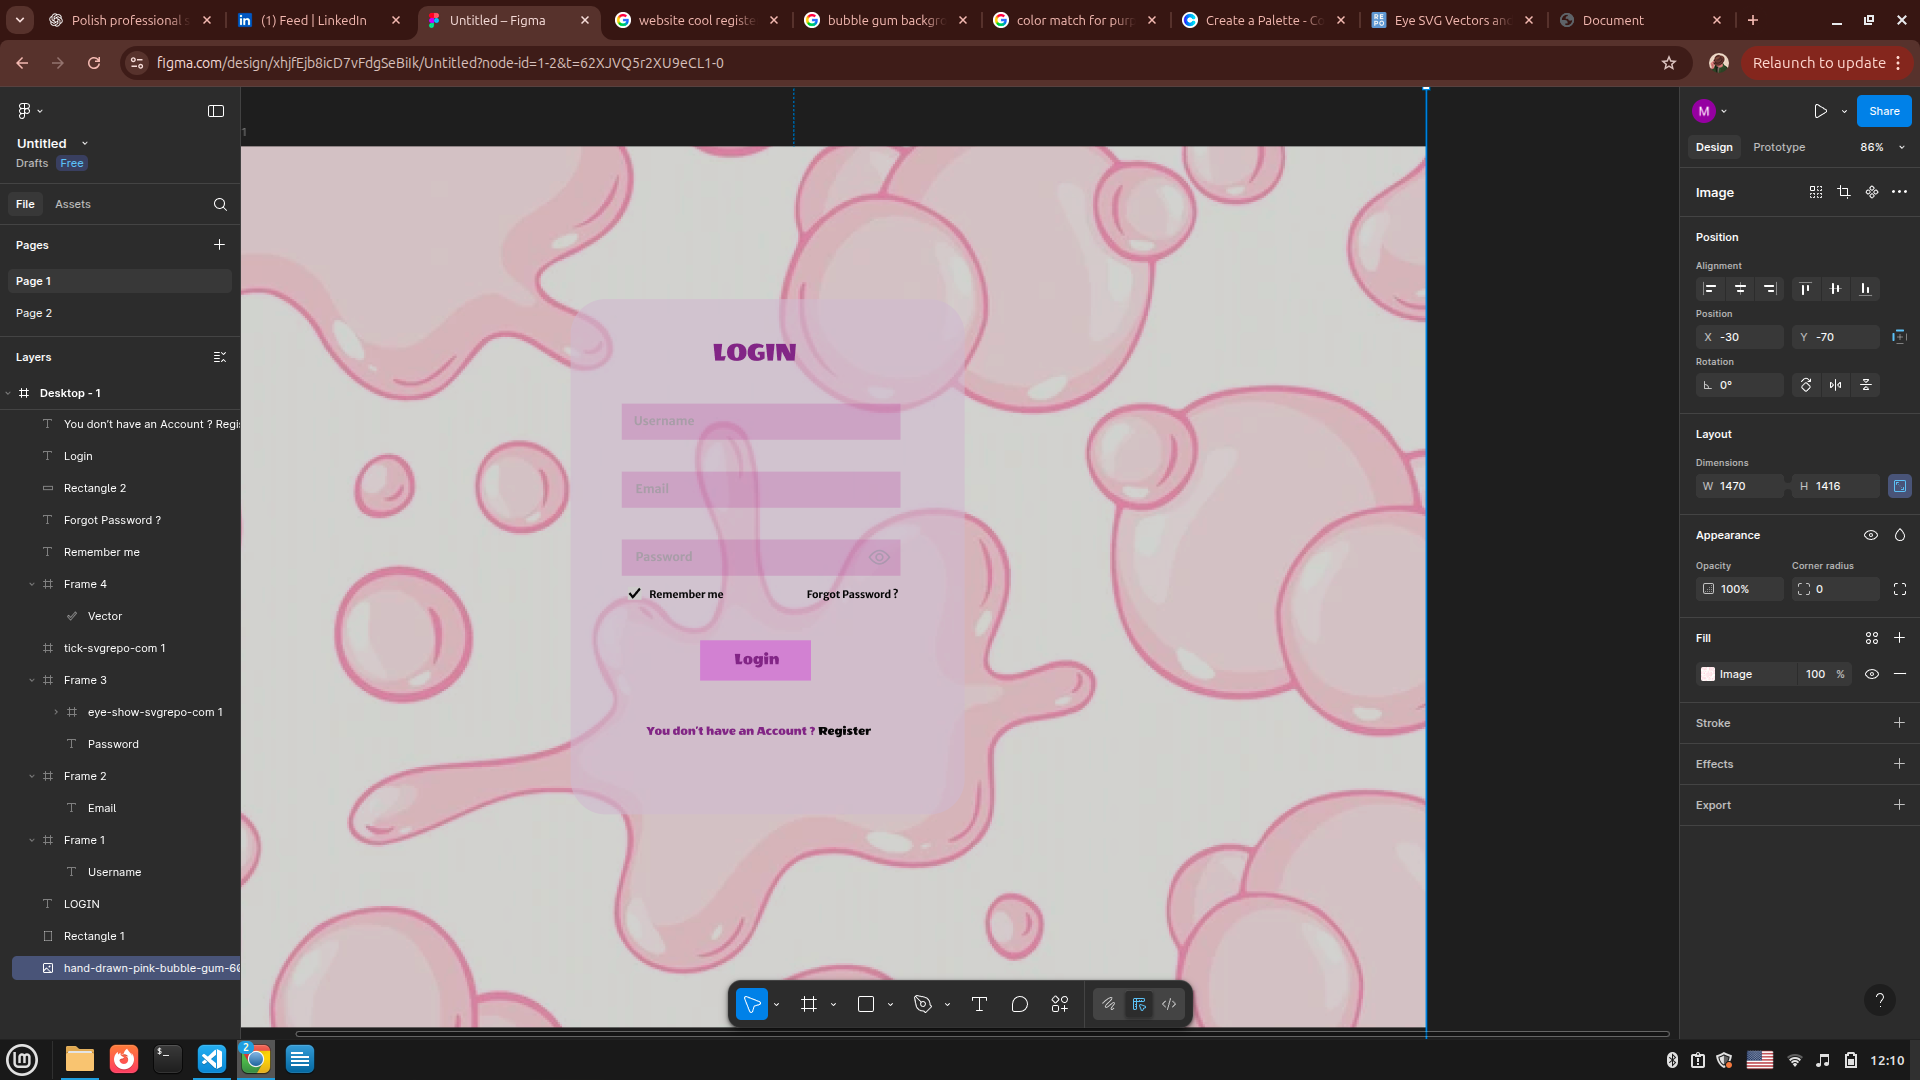 Polish professional s
(1) Feed | LinkedIn
Untitled – Figma
website cool registe
bubble gum backgro
color match for purp
Create a Palette - Co
Eye SVG Vectors and
Document
figma.com/design/xhjfEjb8icD7vFdgSeBiIk/Untitled?node-id=1-2&t=62XJVQ5r2XU9eCL1-0
Relaunch to update
Untitled
Drafts Free
File Assets
Pages
Page 1
Page 2
Layers
Desktop - 1
You don't have an Account ? Regi
Login
Rectangle 2
Forgot Password ?
Remember me
Frame 4
Vector
tick-svgrepo-com 1
Frame 3
eye-show-svgrepo-com 1
Password
Frame 2
Email
Frame 1
Username
LOGIN
Rectangle 1
hand-drawn-pink-bubble-gum-60
1
LOGIN
Username
Email
Password
Remember me Forgot Password ?
Login
You don't have an Account ? Register
M
Share
Design Prototype 86%
Image
Position
Alignment
Position
X -30 Y -70
Rotation
0°
Layout
Dimensions
W 1470 H 1416
Appearance
Opacity Corner radius
100% 0
Fill
Image 100 %
Stroke
Effects
Export
?
2
12:10